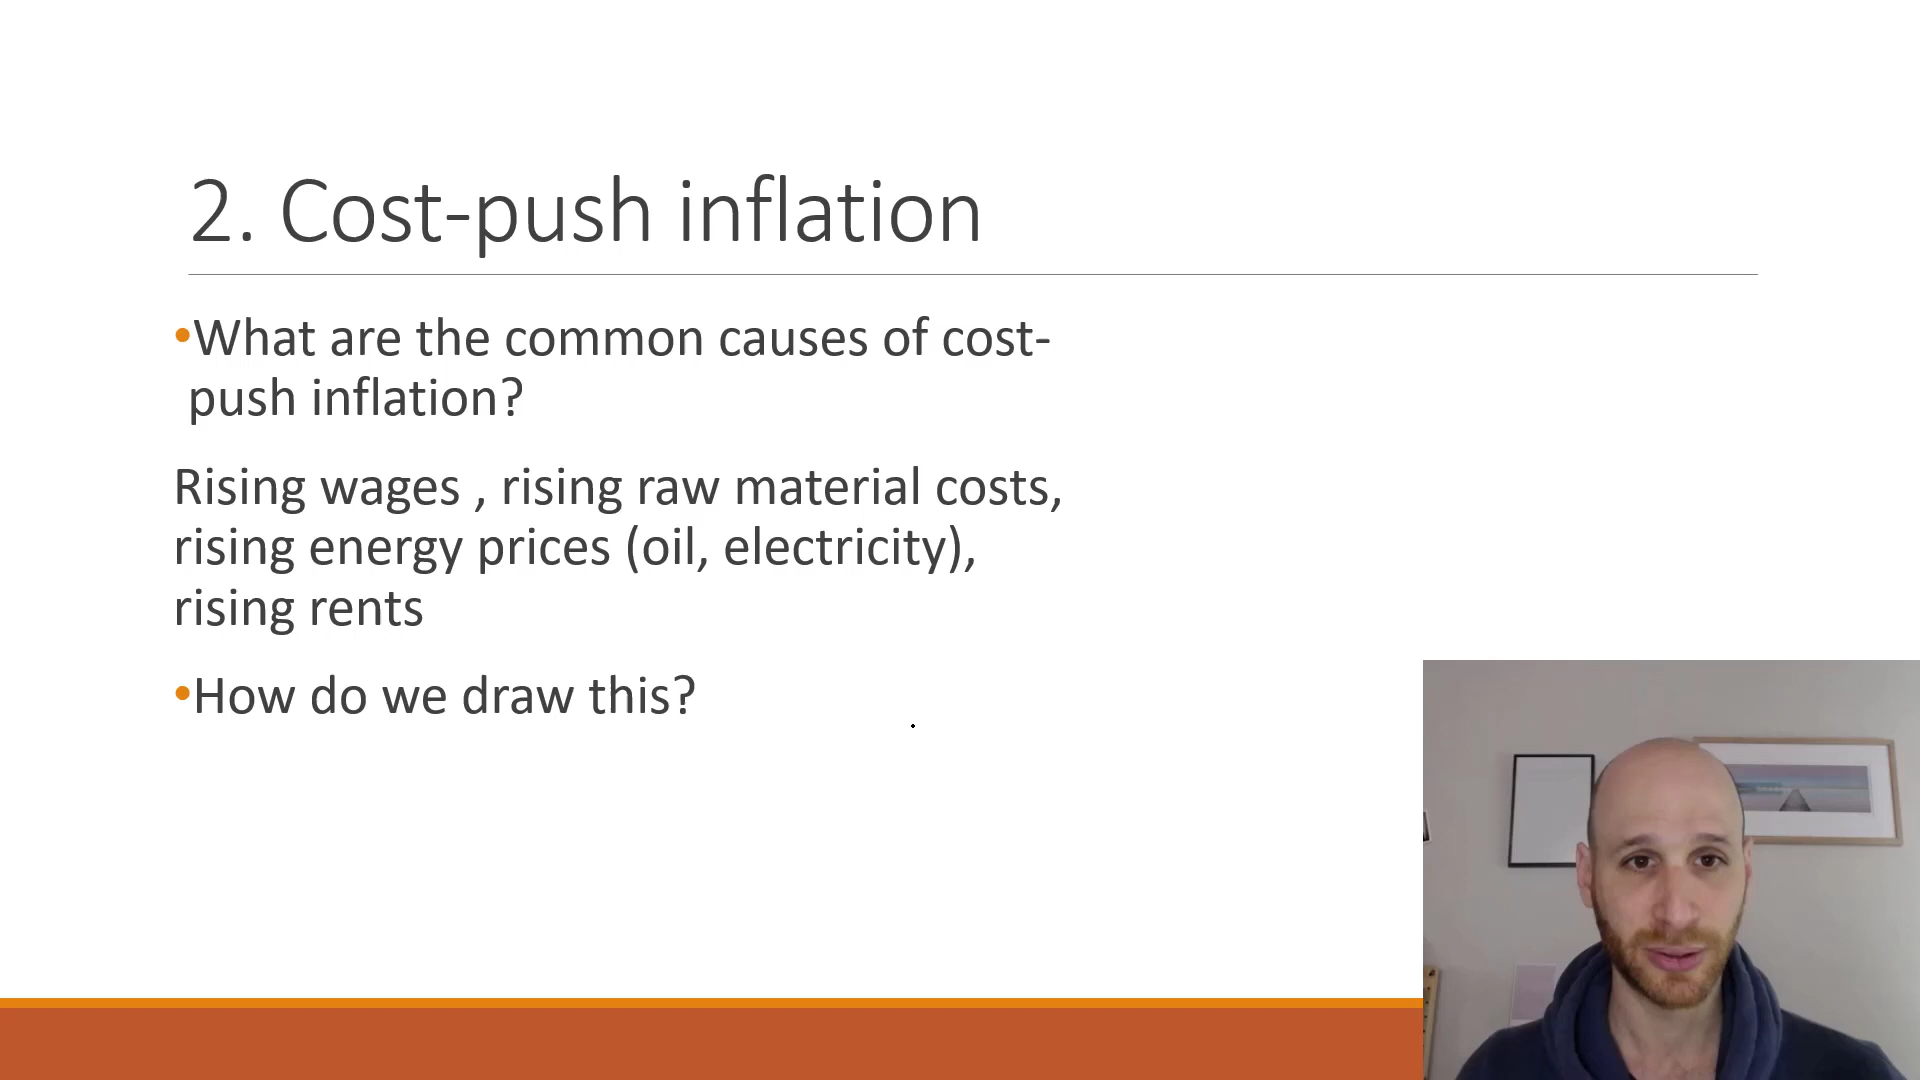 2. Cost-push inflation
•What are the common causes of cost-
push inflation?
Rising wages , rising raw material costs,
rising energy prices (oil, electricity),
rising rents
•How do we draw this?